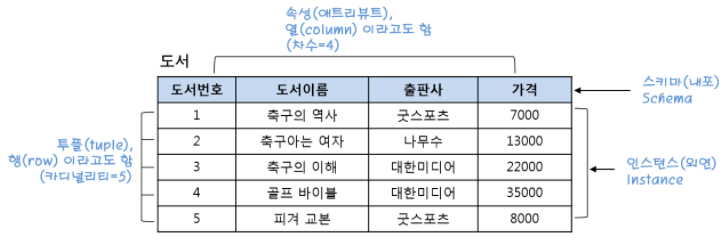 속성(애트리뷰트),
열(column) 이라고도 함
(차수=4)
도서
도서번호 도서이름 출판사 가격
1 축구의 역사 굿스포츠 7000
2 축구아는 여자 나무수 13000
3 축구의 이해 대한미디어 22000
4 골프 바이블 대한미디어 35000
5 피겨 교본 굿스포츠 8000
스키마(내포)
Schema
투플(tuple),
행(row) 이라고도 함
(카디널리티=5)
인스턴스(외연)
Instance